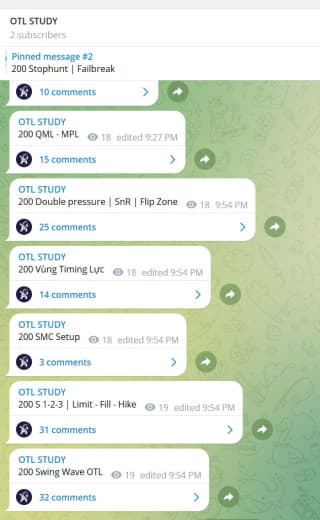 OTL STUDY
2 subscribers
Pinned message #2
200 Stophunt | Failbreak
10 comments
OTL STUDY
200 QML - MPL 18 edited 9:27 PM
15 comments
OTL STUDY
200 Double pressure | SnR | Flip Zone 18 9:54 PM
25 comments
OTL STUDY
200 Vùng Timing Lực 18 edited 9:54 PM
14 comments
OTL STUDY
200 SMC Setup 18 edited 9:54 PM
3 comments
OTL STUDY
200 S 1-2-3 | Limit - Fill - Hike 19 edited 9:54 PM
31 comments
OTL STUDY
200 Swing Wave OTL 19 edited 9:54 PM
32 comments